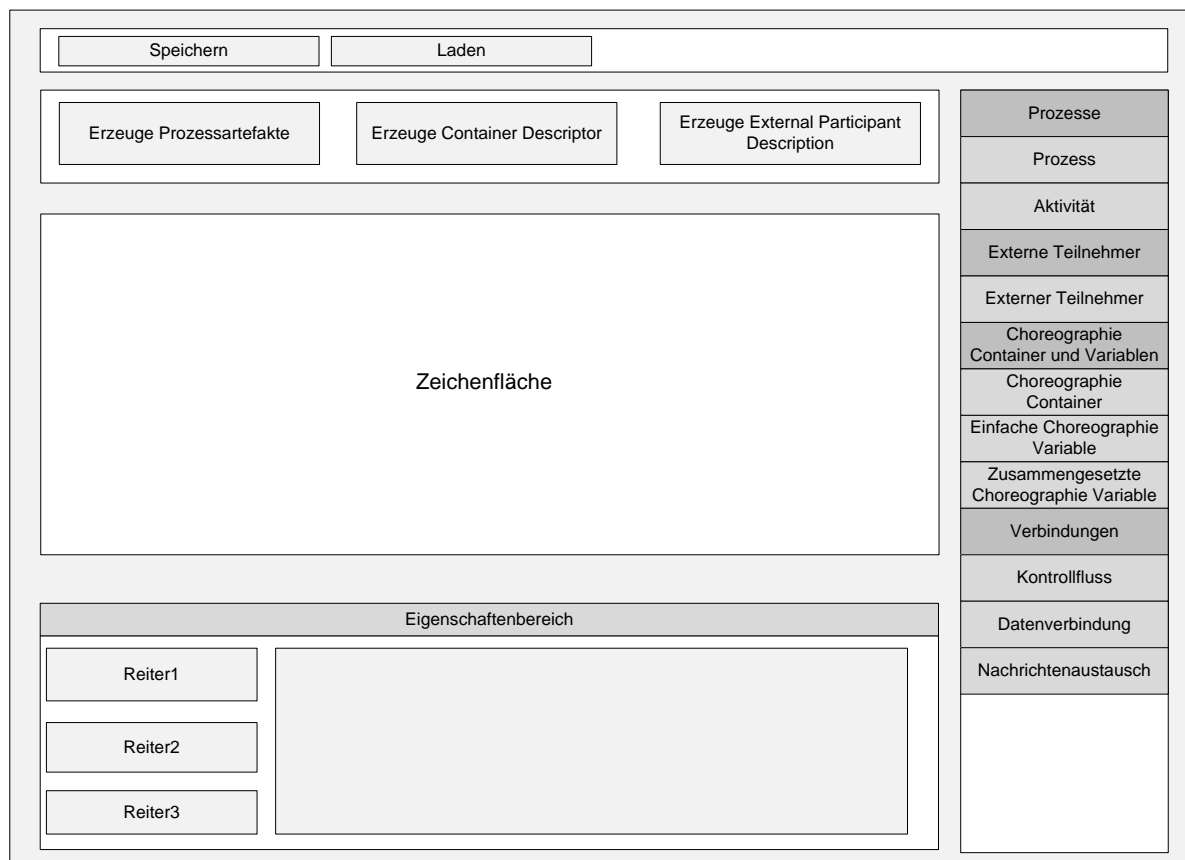 Speichern
Laden
Erzeuge Prozessartefakte
Erzeuge Container Descriptor
Erzeuge External Participant
Description
Zeichenfläche
Eigenschaftenbereich
Reiter1
Reiter2
Reiter3
Prozesse
Prozess
Aktivität
Externe Teilnehmer
Externer Teilnehmer
Choreographie
Container und Variablen
Choreographie
Container
Einfache Choreographie
Variable
Zusammengesetzte
Choreographie Variable
Verbindungen
Kontrollfluss
Datenverbindung
Nachrichtenaustausch